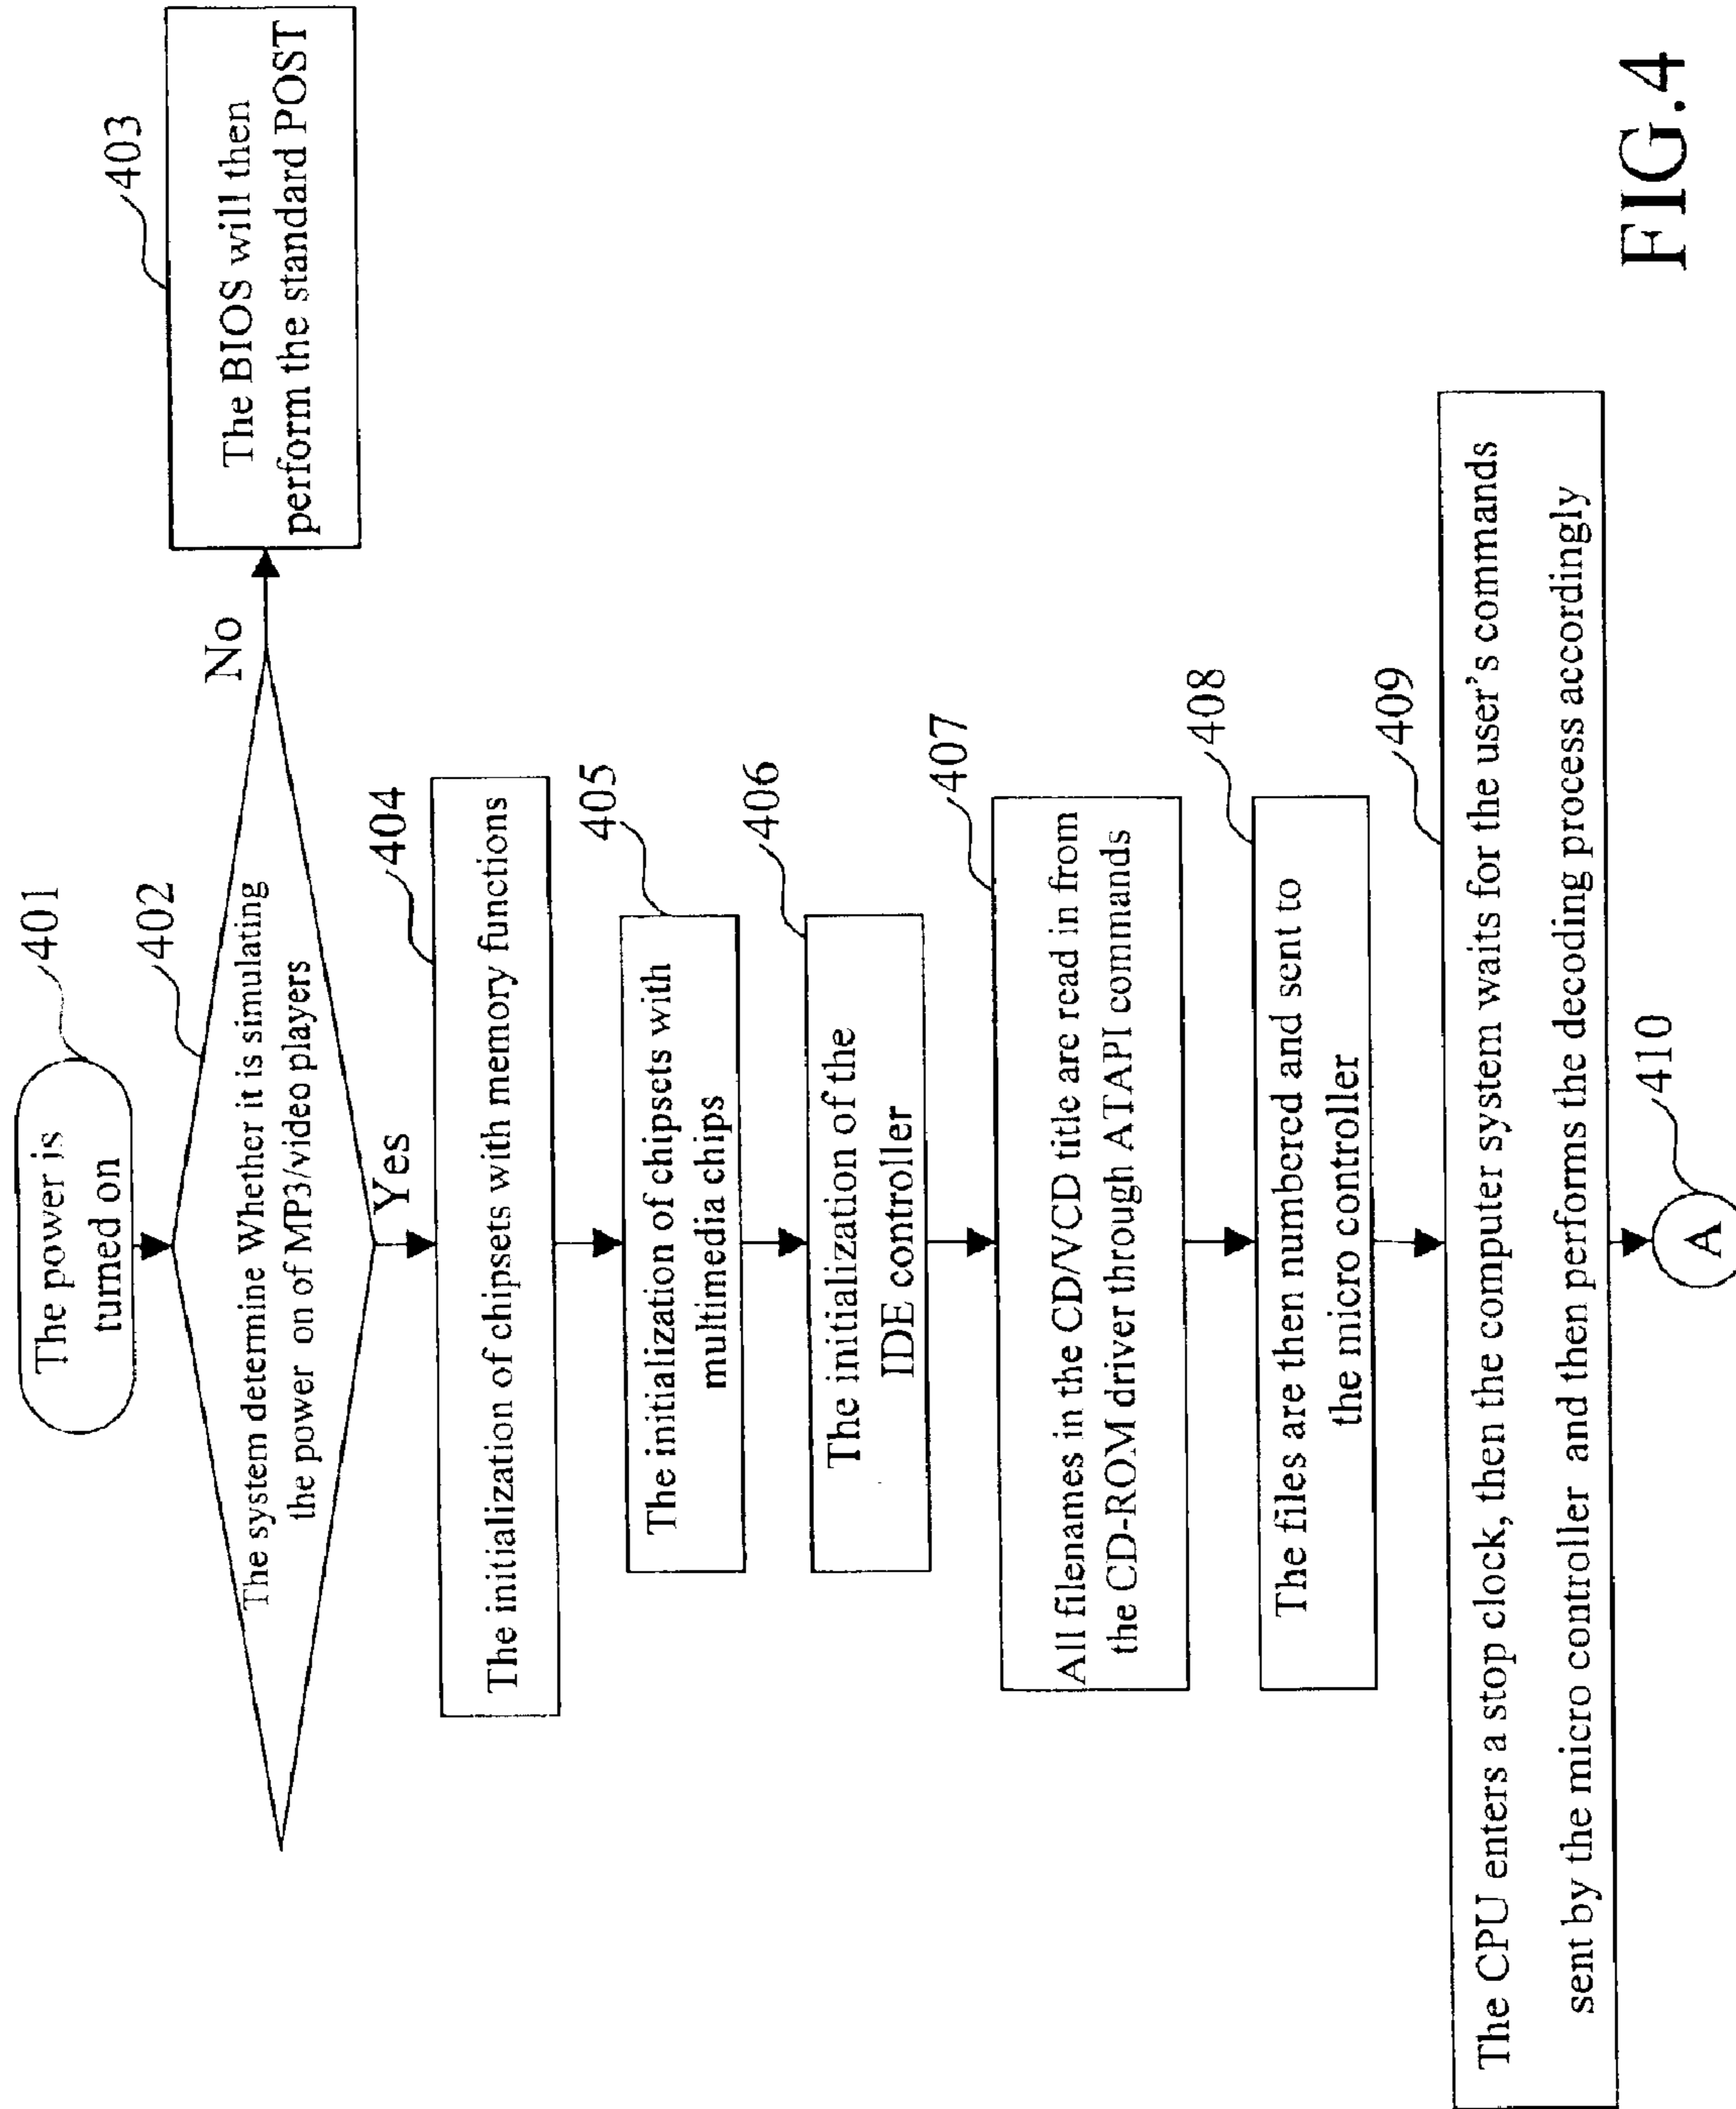 The power is
turned on
401
The system determine Whether it is simulating
the power on of MP3/video players
402
No
The BIOS will then
perform the standard POST
403
Yes
The initialization of chipsets with memory functions
404
The initialization of chipsets with
multimedia chips
405
The initialization of the
IDE controller
406
All filenames in the CD/VCD title are read in from
the CD-ROM driver through ATAPI commands
407
The files are then numbered and sent to
the micro controller
408
The CPU enters a stop clock, then the computer system waits for the user's commands
sent by the micro controller and then performs the decoding process accordingly
409
A
410
FIG.4